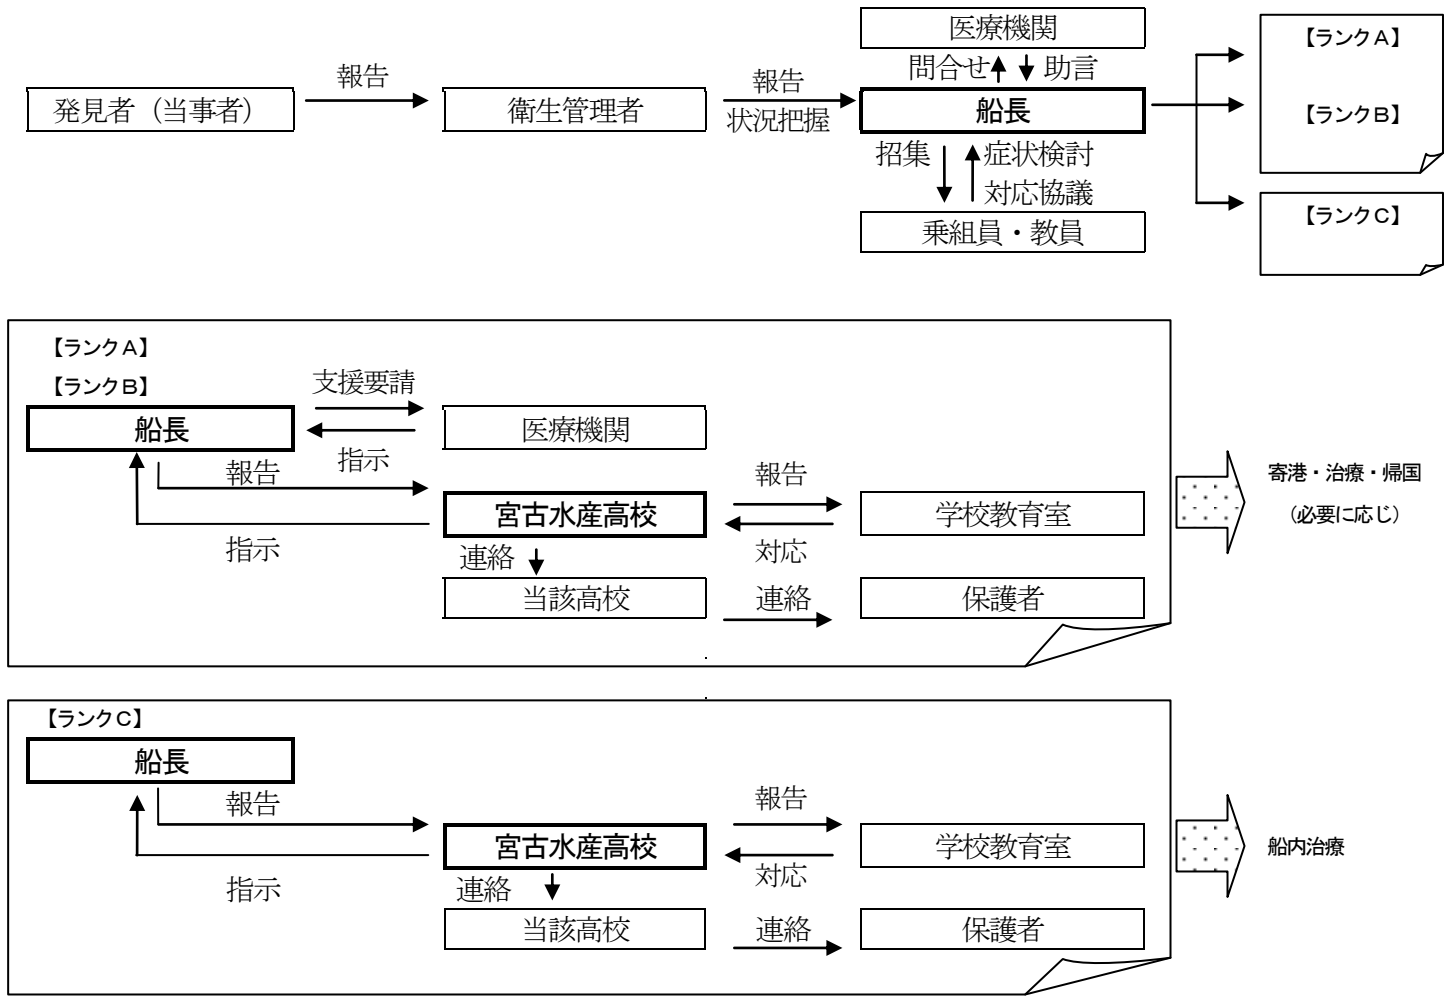 医療機関
【ランクA】
報告
報告
問合せ
助言
発見者（当事者）
衛生管理者
状況把握
船長
【ランクB】
招集
症状検討
対応協議
乗組員・教員
【ランクC】
【ランクA】
【ランクB】
支援要請
船長
医療機関
指示
報告
報告
宮古水産高校
学校教育室
指示
連絡
対応
当該高校
連絡
保護者
寄港・治療・帰国
（必要に応じ）
【ランクC】
船長
報告
報告
宮古水産高校
学校教育室
指示
連絡
対応
当該高校
連絡
保護者
船内治療